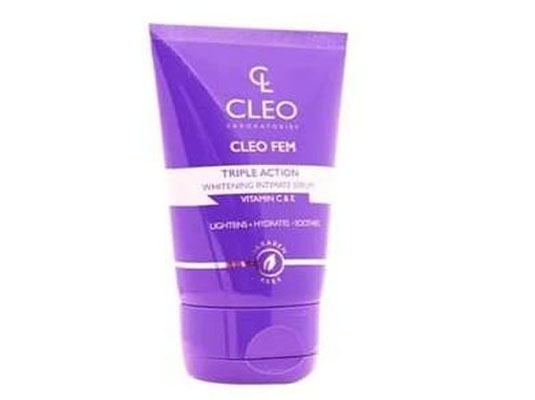 CL
CLEO
LABORATORIES
CLEO FEM
TRIPLE ACTION
WHITENING INTIMATE SERUM
VITAMIN C & E
LIGHTENS • HYDRATES • SOOTHES
PARABEN
FREE